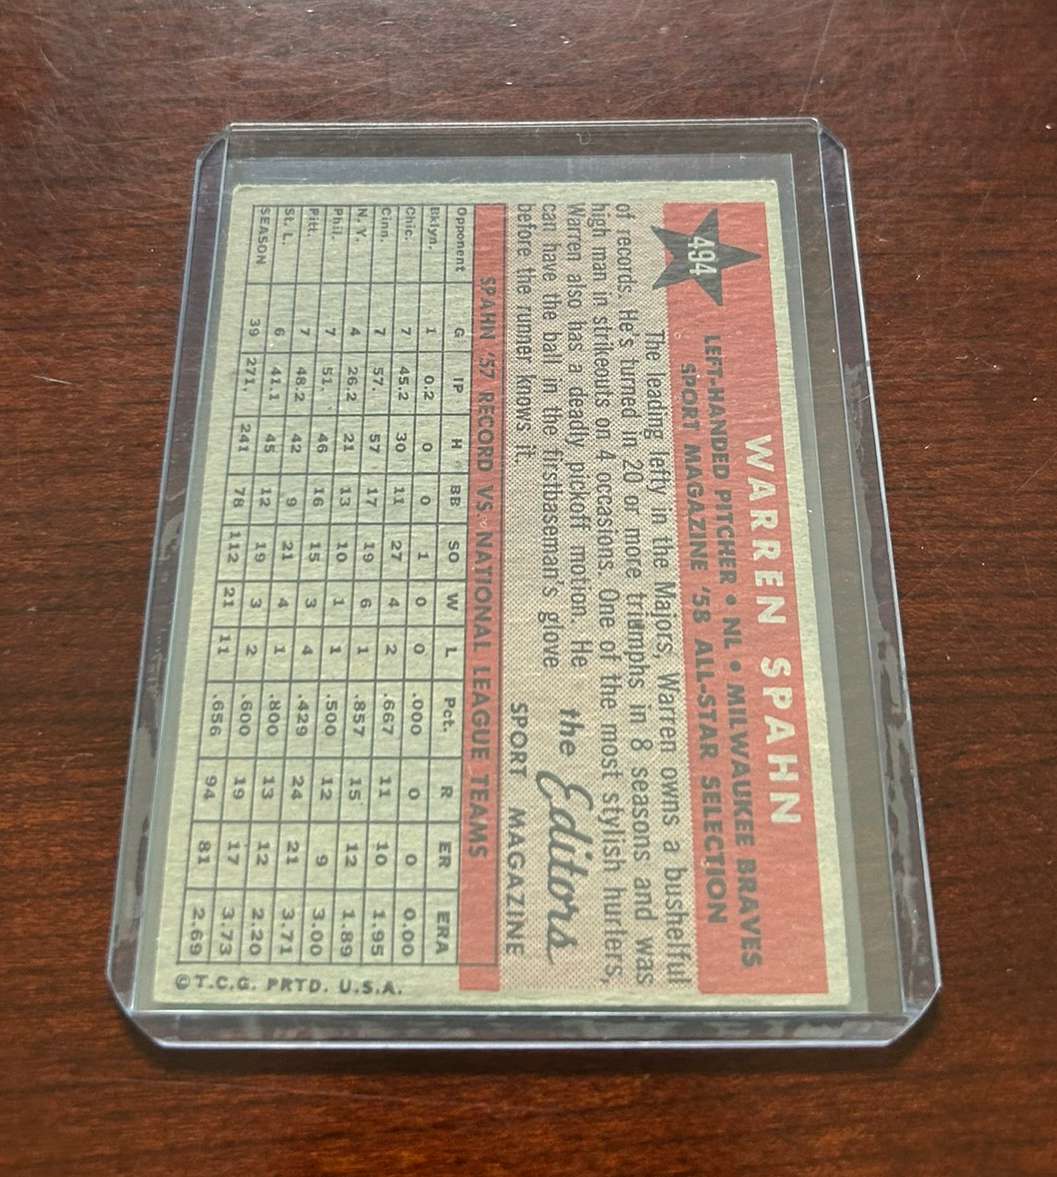 WARREN SPAHN
494
LEFT-HANDED PITCHER • NL • MILWAUKEE BRAVES
SPORT MAGAZINE '58 ALL-STAR SELECTION
The leading lefty in the Majors, Warren owns a bushelful
of records. He's turned in 20 or more triumphs in 8 seasons and was
high man in strikeouts on 4 occasions. One of the most stylish hurlers,
Warren also has a deadly pickoff motion. He
can have the ball in the firstbaseman's glove
before the runner knows it.
the Editors
SPORT MAGAZINE
SPAHN '57 RECORD VS. NATIONAL LEAGUE TEAMS
Opponent G IP H BB SO W L Pct. R ER ERA
Bklyn. 1 0.2 0 0 1 0 0 .000 0 0 0.00
Chic. 7 45.2 30 11 27 4 2 .667 11 10 1.95
Cinn. 7 57. 57 17 19 6 1 .857 15 12 1.89
N. Y. 4 26.2 21 13 10 1 1 .500 12 9 3.00
Phil. 7 51. 46 16 15 3 4 .429 24 21 3.71
Pitt. 7 48.2 42 9 21 4 1 .800 13 12 2.20
St. L. 6 41.1 45 12 19 3 2 .600 19 17 3.73
SEASON 39 271. 241 78 112 21 11 .656 94 81 2.69
©T.C.G. PRTD. U.S.A.